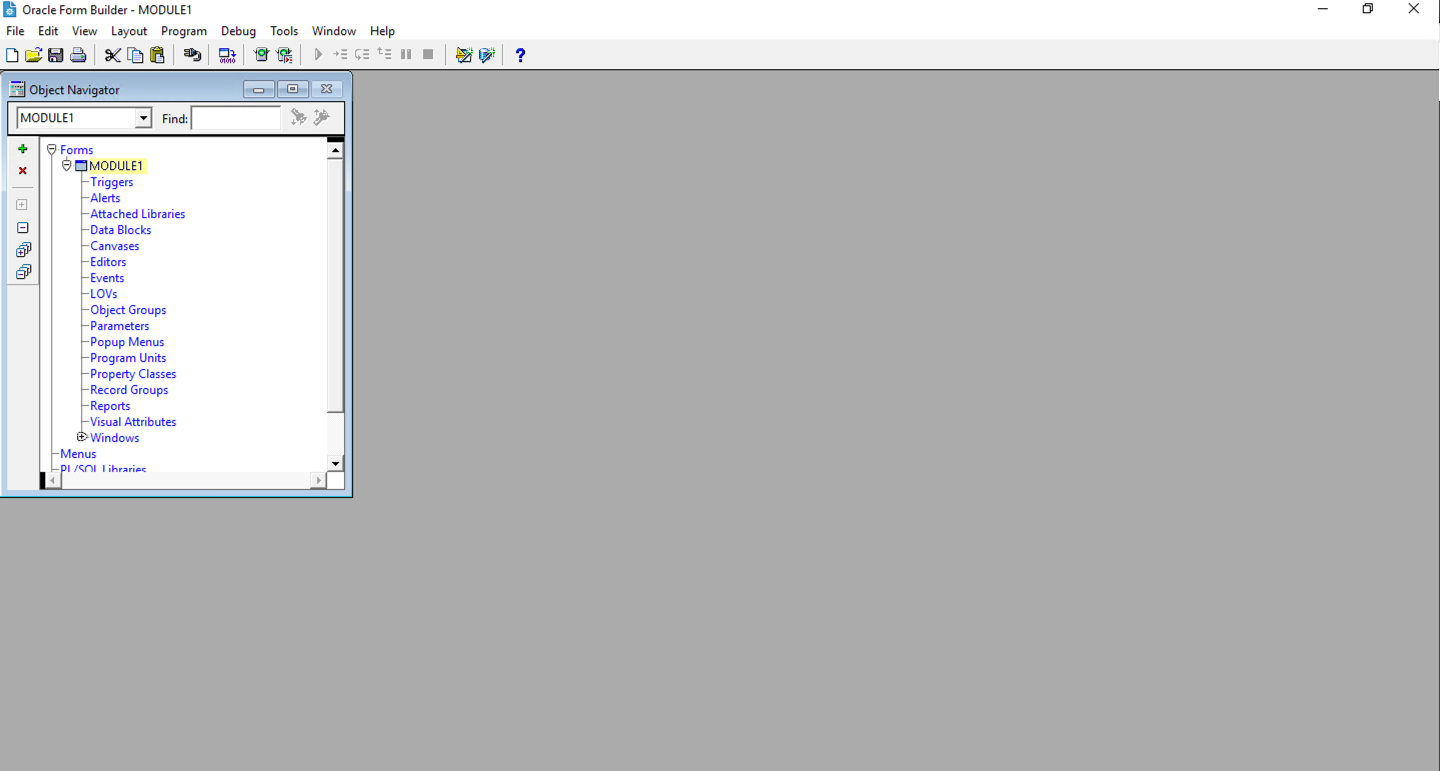 Oracle Form Builder - MODULE1
File Edit View Layout Program Debug Tools Window Help
Object Navigator
MODULE1 Find:
Forms
MODULE1
Triggers
Alerts
Attached Libraries
Data Blocks
Canvases
Editors
Events
LOVs
Object Groups
Parameters
Popup Menus
Program Units
Property Classes
Record Groups
Reports
Visual Attributes
Windows
Menus
PL/SQL Libraries